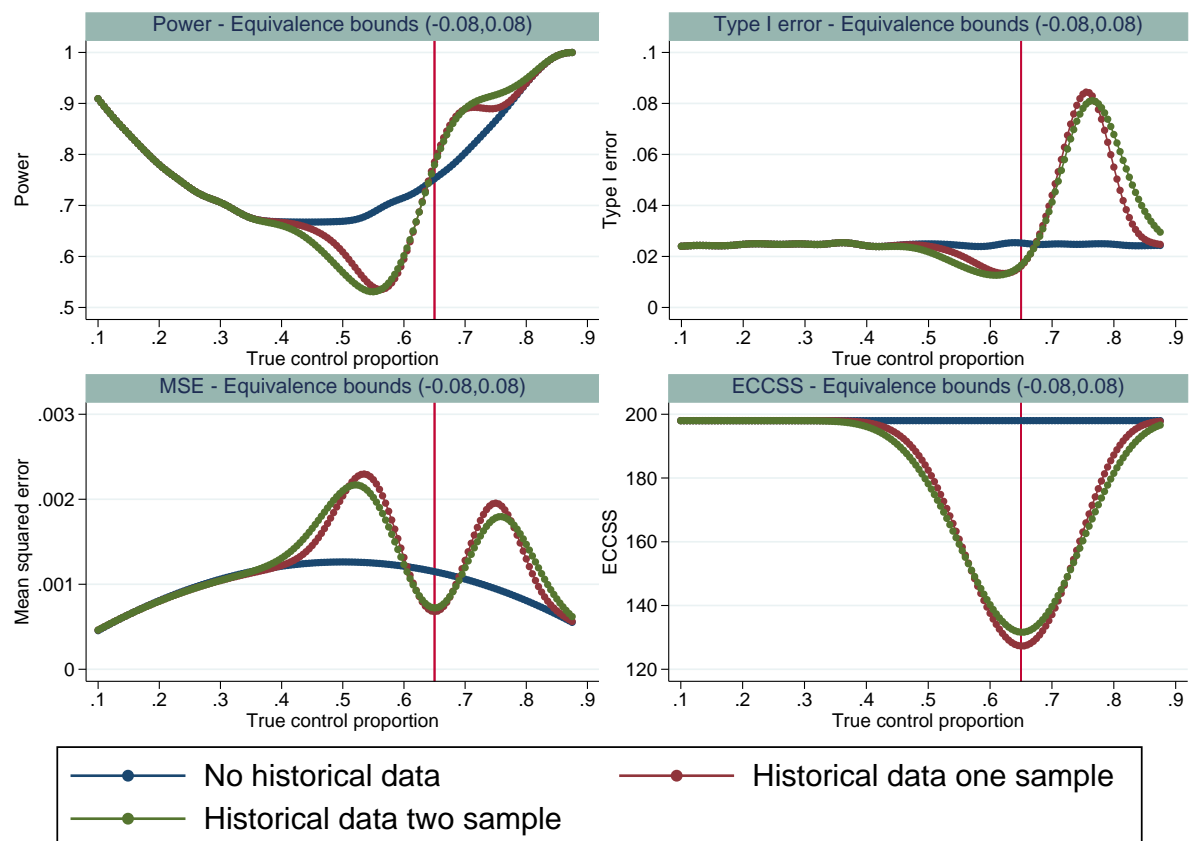 Power - Equivalence bounds (-0.08,0.08)
1
.9
.8
.7
.6
.5
Power
.1 .2 .3 .4 .5 .6 .7 .8 .9
True control proportion
Type I error - Equivalence bounds (-0.08,0.08)
.1
.08
.06
.04
.02
0
Type I error
.1 .2 .3 .4 .5 .6 .7 .8 .9
True control proportion
MSE - Equivalence bounds (-0.08,0.08)
.003
.002
.001
0
Mean squared error
.1 .2 .3 .4 .5 .6 .7 .8 .9
True control proportion
ECCSS - Equivalence bounds (-0.08,0.08)
200
180
160
140
120
ECCSS
.1 .2 .3 .4 .5 .6 .7 .8 .9
True control proportion
No historical data
Historical data one sample
Historical data two sample